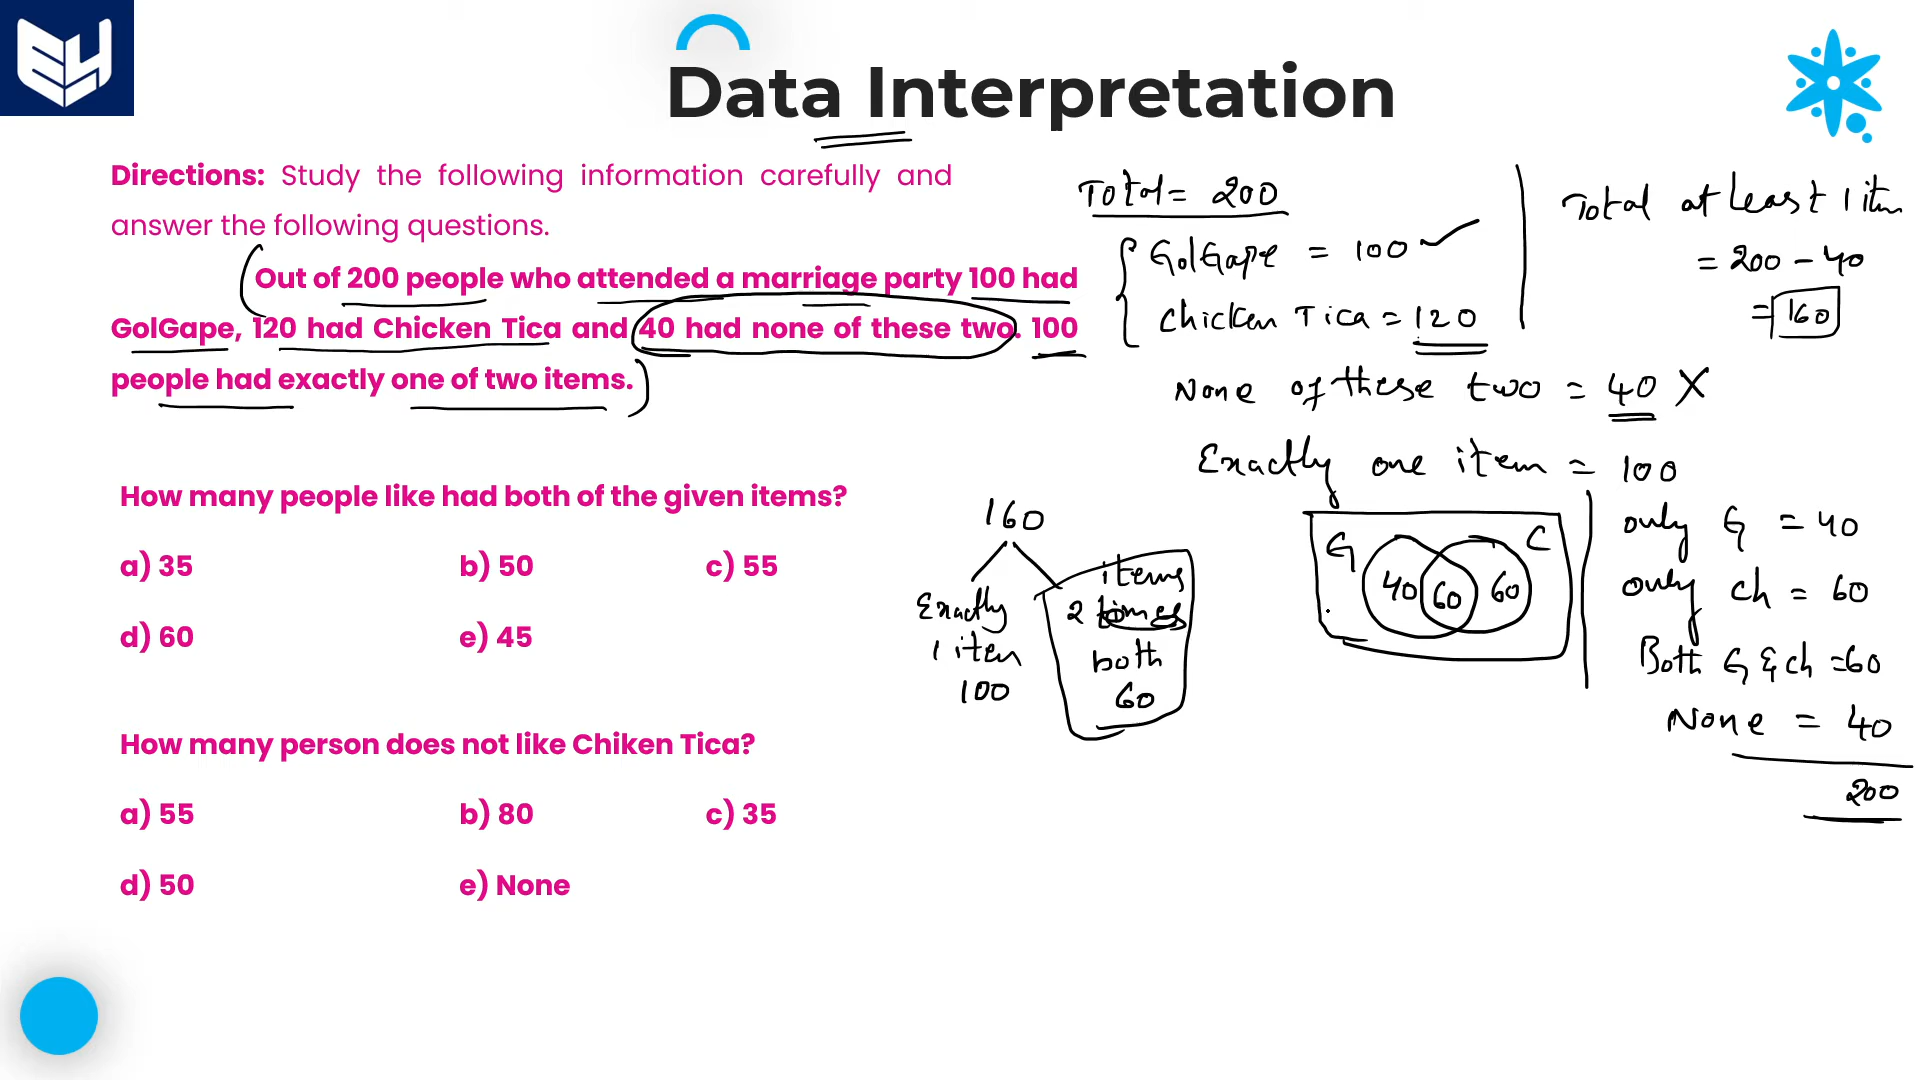 Data Interpretation
Directions: Study the following information carefully and
answer the following questions.
Out of 200 people who attended a marriage party 100 had
GolGape, 120 had Chicken Tica and 40 had none of these two. 100
people had exactly one of two items.
How many people like had both of the given items?
a) 35 b) 50 c) 55
d) 60 e) 45
How many person does not like Chiken Tica?
a) 55 b) 80 c) 35
d) 50 e) None
Total = 200
GolGape = 100
Chicken Tica = 120
None of these two = 40 X
Exactly one item = 100
Total at least 1 item
= 200 - 40
= 160
160
Exactly
1 item
100
items
2 times
both
60
G C
40 60 60
only G = 40
only ch = 60
Both G & ch = 60
None = 40
200